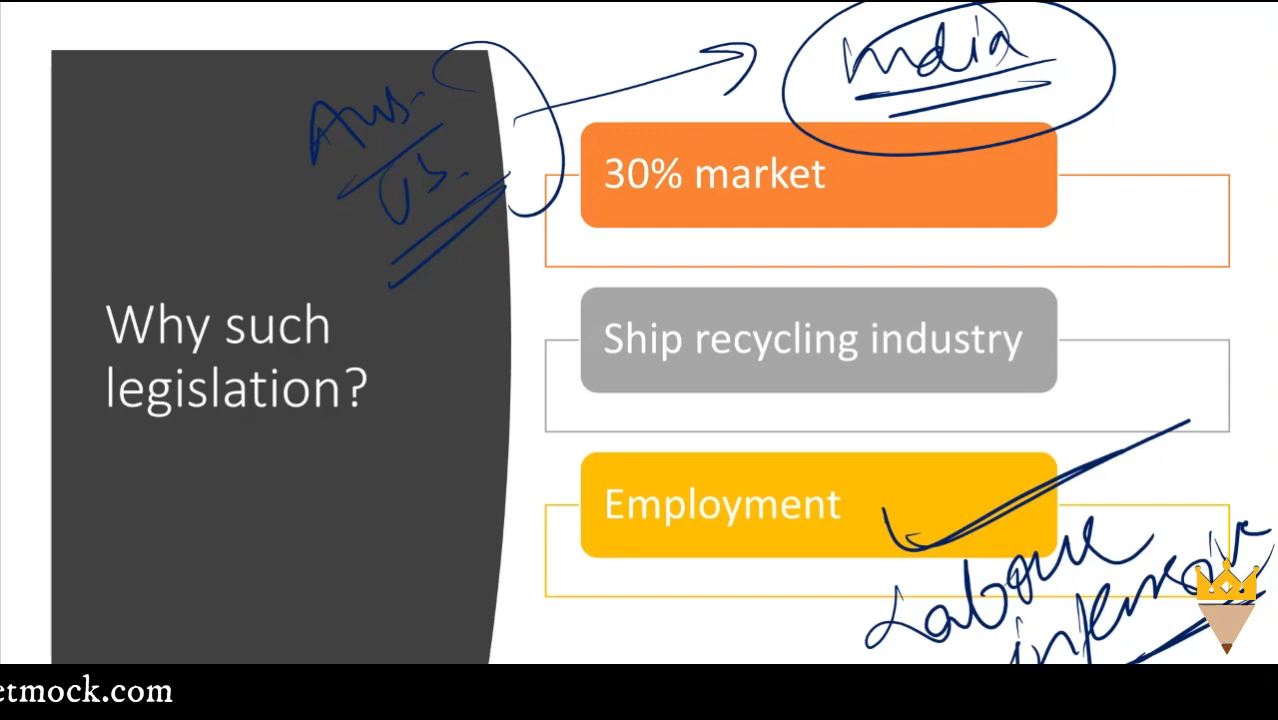 India
Aus.
US.
30% market
Ship recycling industry
Why such
legislation?
Employment
Labour
intensive
etmock.com